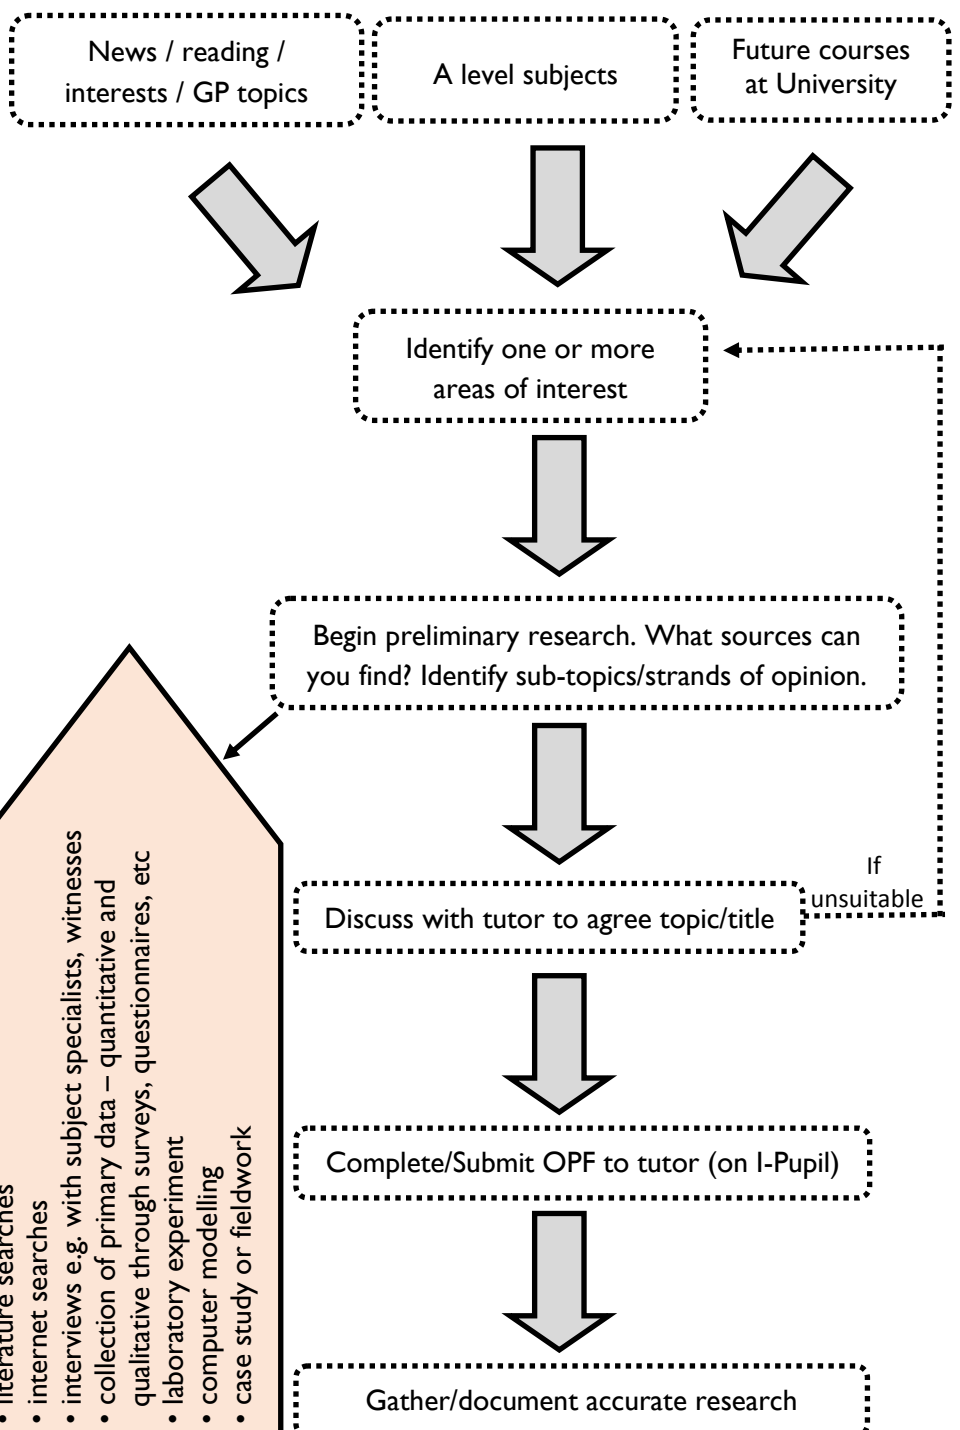 News / reading /
interests / GP topics
A level subjects
Future courses
at University
Identify one or more
areas of interest
Begin preliminary research. What sources can
you find? Identify sub-topics/strands of opinion.
If
unsuitable
Discuss with tutor to agree topic/title
Complete/Submit OPF to tutor (on I-Pupil)
Gather/document accurate research
• literature searches
• internet searches
• interviews e.g. with subject specialists, witnesses
• collection of primary data – quantitative and
qualitative through surveys, questionnaires, etc
• laboratory experiment
• computer modelling
• case study or fieldwork